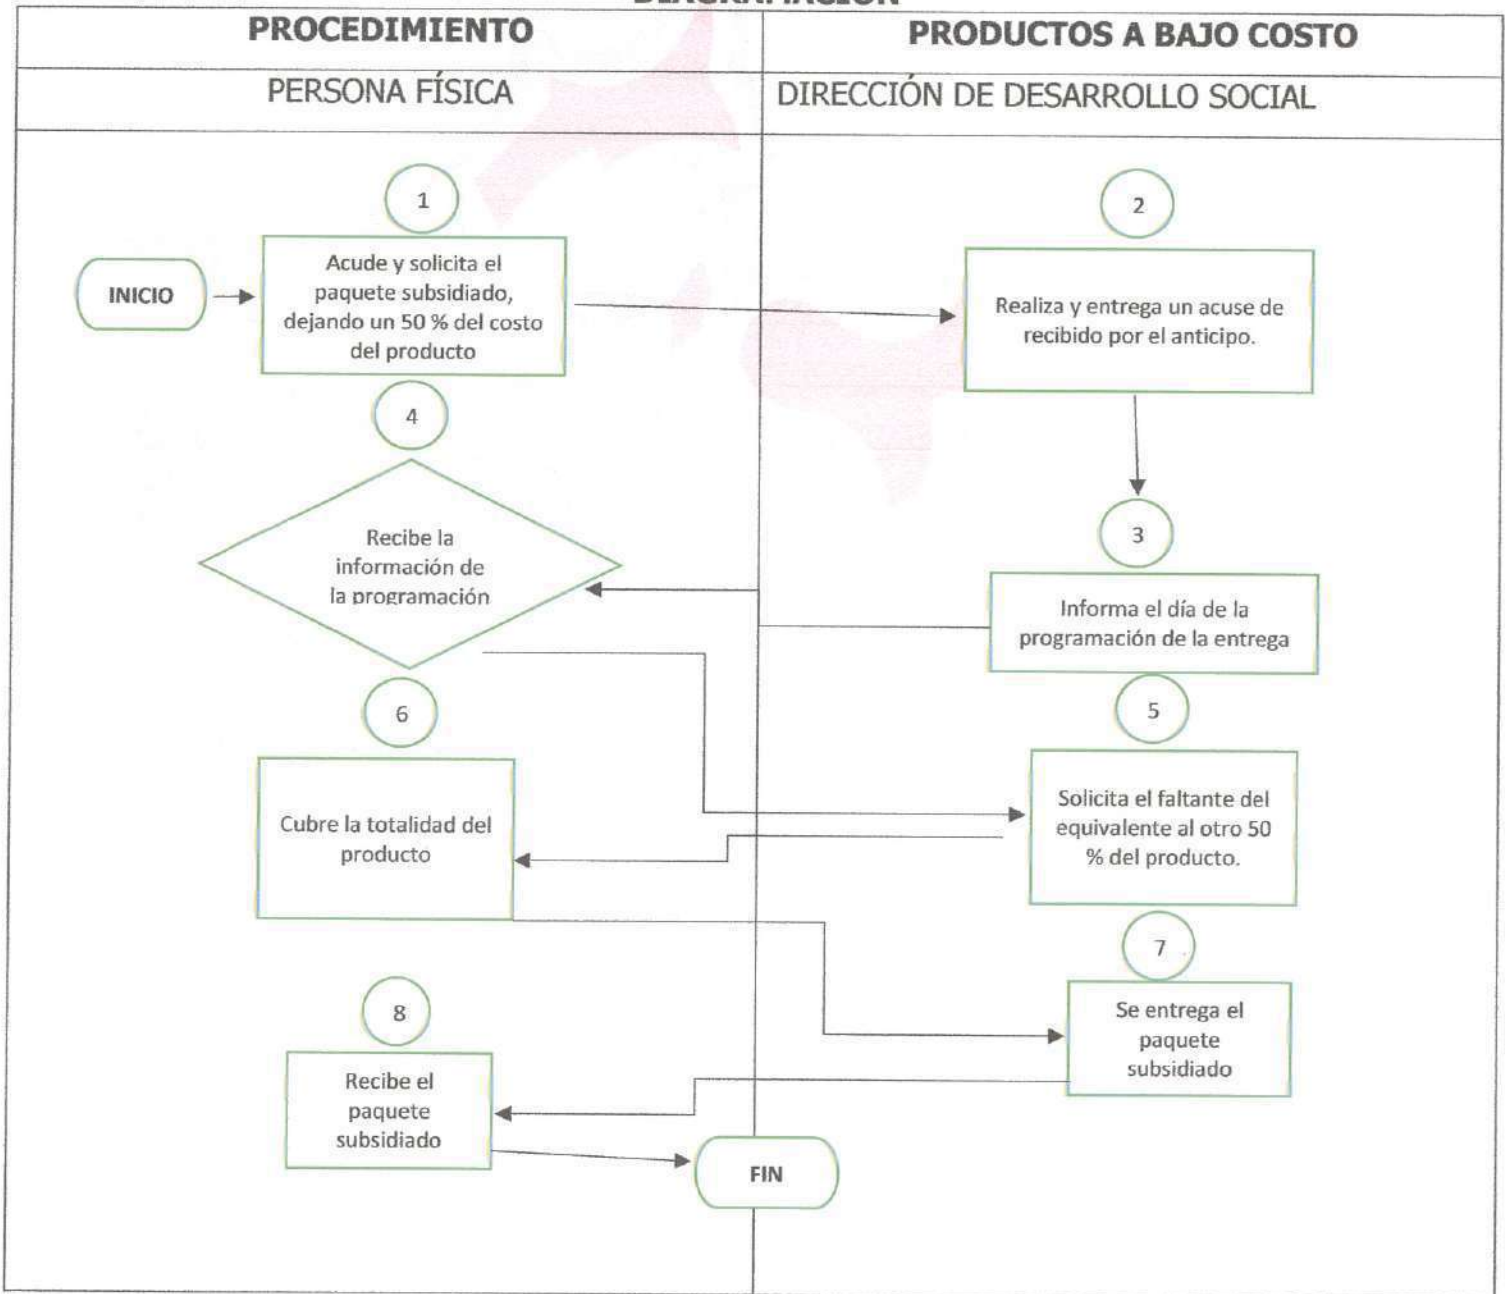 PROCEDIMIENTO
PRODUCTOS A BAJO COSTO
PERSONA FÍSICA
DIRECCIÓN DE DESARROLLO SOCIAL
1
2
INICIO
Acude y solicita el
paquete subsidiado,
dejando un 50 % del costo
del producto
Realiza y entrega un acuse de
recibido por el anticipo.
4
3
Recibe la
información de
la programación
Informa el día de la
programación de la entrega
6
5
Cubre la totalidad del
producto
Solicita el faltante del
equivalente al otro 50
% del producto.
7
8
Se entrega el
paquete
subsidiado
Recibe el
paquete
subsidiado
FIN